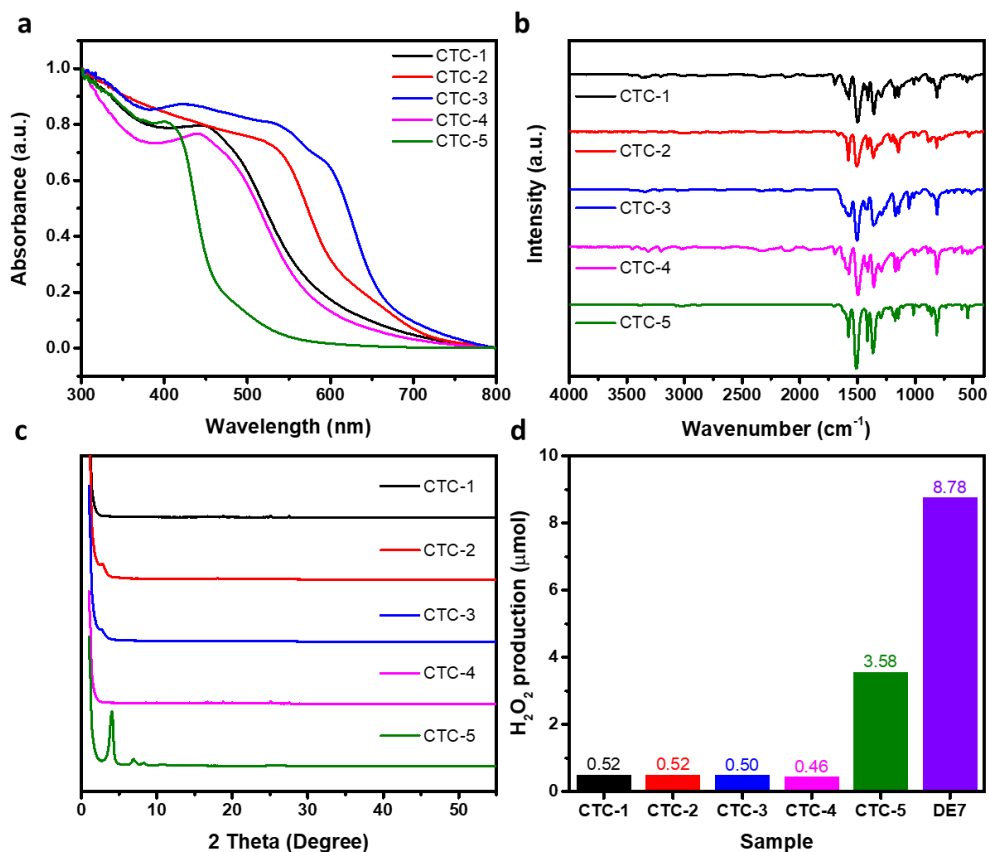 a
CTC-1
CTC-2
CTC-3
CTC-4
CTC-5
1.0
0.8
0.6
0.4
0.2
0.0
Absorbance (a.u.)
300 400 500 600 700 800
Wavelength (nm)
b
CTC-1
CTC-2
CTC-3
CTC-4
CTC-5
Intensity (a.u.)
4000 3500 3000 2500 2000 1500 1000 500
Wavenumber (cm⁻¹)
c
CTC-1
CTC-2
CTC-3
CTC-4
CTC-5
0 10 20 30 40 50
2 Theta (Degree)
d
10
8
6
4
2
0
H₂O₂ production (μmol)
0.52 0.52 0.50 0.46 3.58 8.78
CTC-1 CTC-2 CTC-3 CTC-4 CTC-5 DE7
Sample